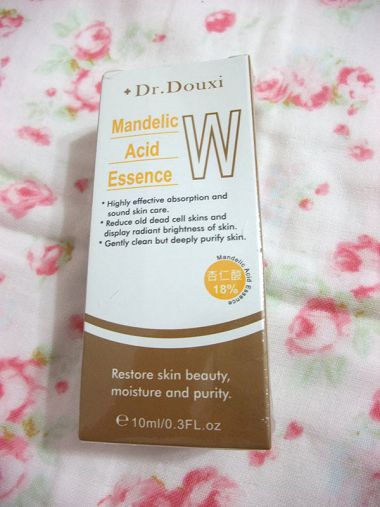 + Dr.Douxi
Mandelic
Acid
Essence
W
* Highly effective absorption and
sound skin care.
* Reduce old dead cell skins and
display radiant brightness of skin.
* Gently clean but deeply purify skin.
Mandelic Acid Essence
杏仁酸
18%
Restore skin beauty,
moisture and purity.
℮ 10ml/0.3FL.oz